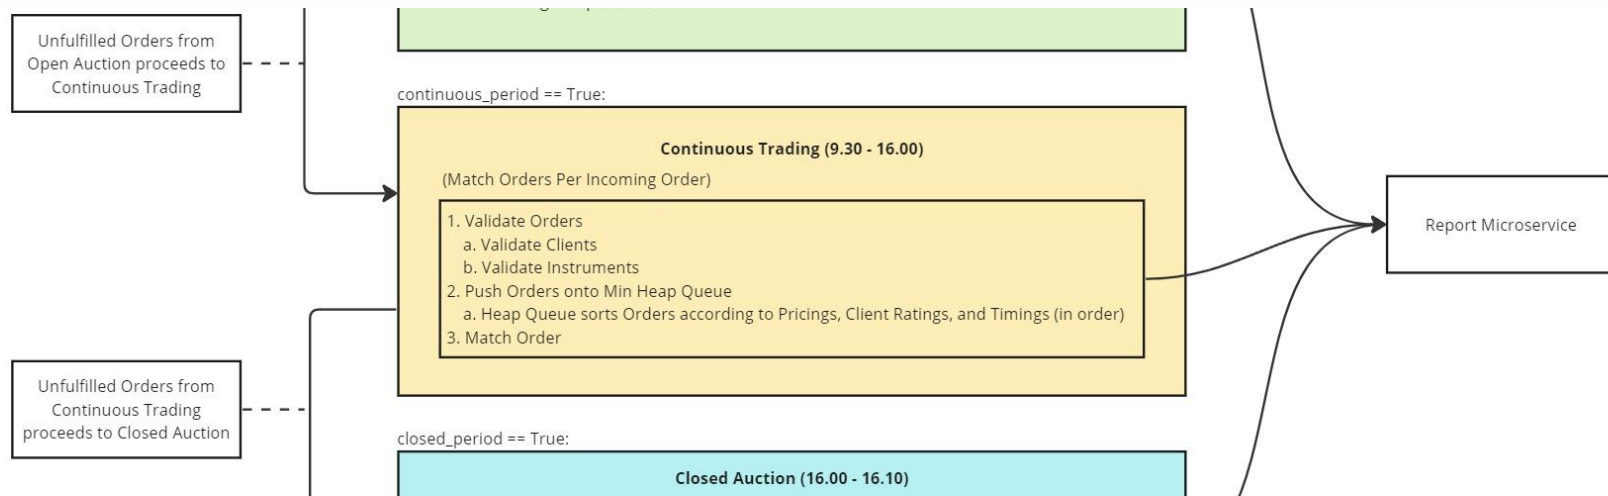 Unfulfilled Orders from
Open Auction proceeds to
Continuous Trading
continuous_period == True:
Continuous Trading (9.30 - 16.00)
(Match Orders Per Incoming Order)
1. Validate Orders
a. Validate Clients
b. Validate Instruments
2. Push Orders onto Min Heap Queue
a. Heap Queue sorts Orders according to Pricings, Client Ratings, and Timings (in order)
3. Match Order
Report Microservice
Unfulfilled Orders from
Continuous Trading
proceeds to Closed Auction
closed_period == True:
Closed Auction (16.00 - 16.10)